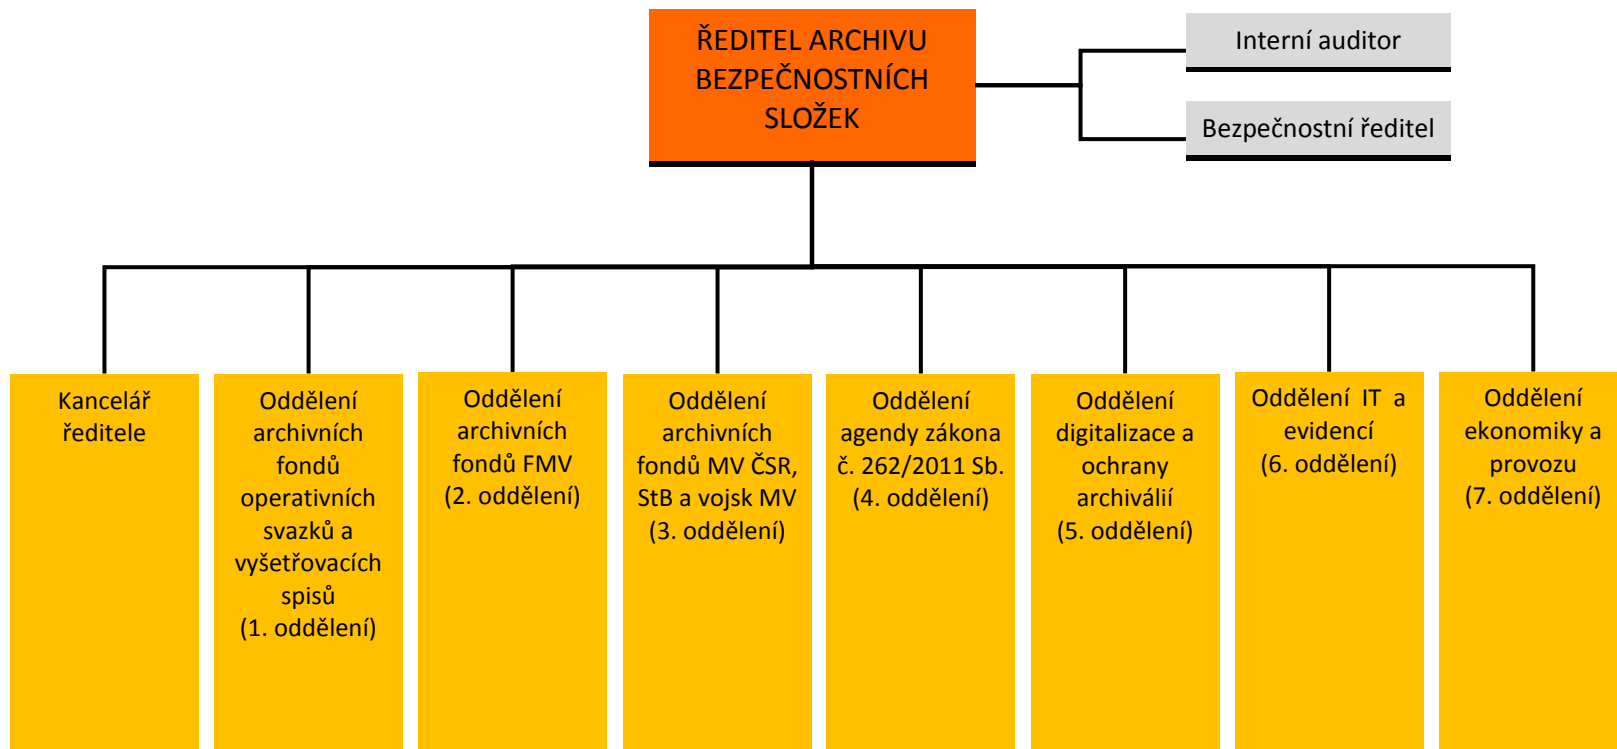 ŘEDITEL ARCHIVU
BEZPEČNOSTNÍCH
SLOŽEK
Interní auditor
Bezpečnostní ředitel
Kancelář
ředitele
Oddělení
archivních
fondů
operativních
svazků a
vyšetřovacích
spisů
(1. oddělení)
Oddělení
archivních
fondů FMV
(2. oddělení)
Oddělení
archivních
fondů MV ČSR,
StB a vojsk MV
(3. oddělení)
Oddělení
agendy zákona
č. 262/2011 Sb.
(4. oddělení)
Oddělení
digitalizace a
ochrany
archiválií
(5. oddělení)
Oddělení IT a
evidencí
(6. oddělení)
Oddělení
ekonomiky a
provozu
(7. oddělení)